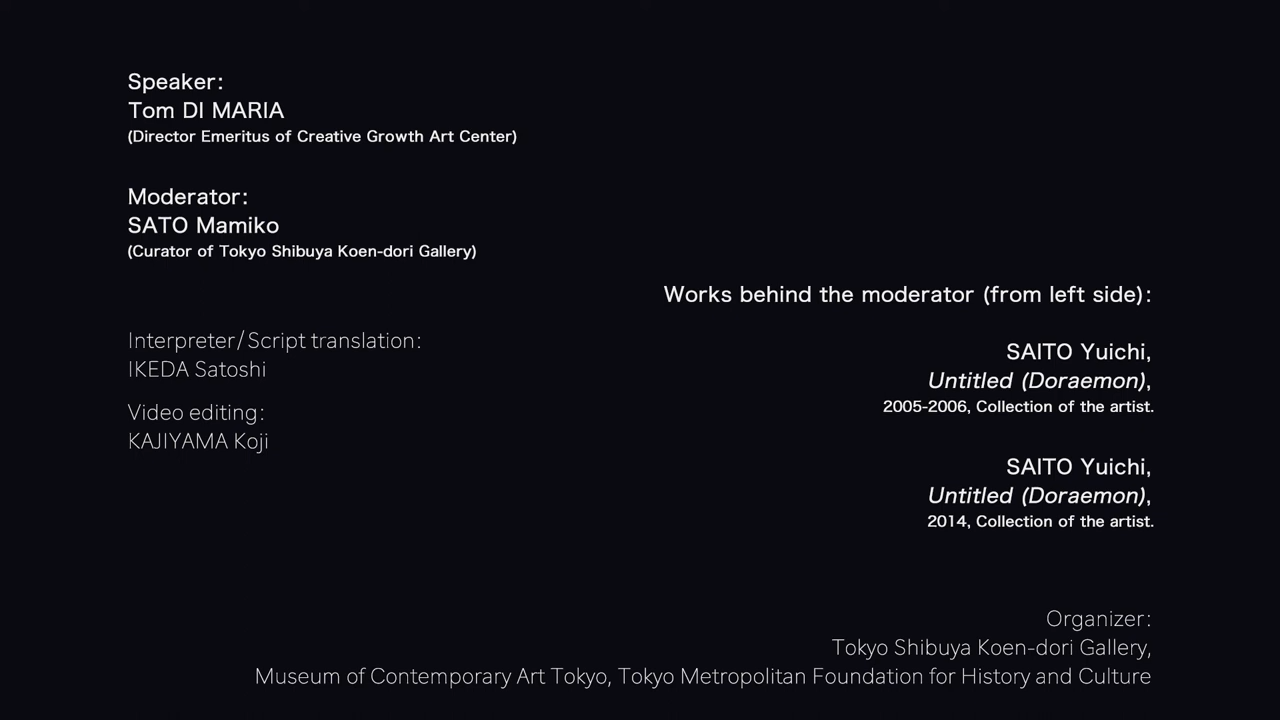 Speaker:
Tom DI MARIA
(Director Emeritus of Creative Growth Art Center)
Moderator:
SATO Mamiko
(Curator of Tokyo Shibuya Koen-dori Gallery)
Interpreter/Script translation:
IKEDA Satoshi
Video editing:
KAJIYAMA Koji
Works behind the moderator (from left side):
SAITO Yuichi,
Untitled (Doraemon),
2005-2006, Collection of the artist.
SAITO Yuichi,
Untitled (Doraemon),
2014, Collection of the artist.
Organizer:
Tokyo Shibuya Koen-dori Gallery,
Museum of Contemporary Art Tokyo, Tokyo Metropolitan Foundation for History and Culture